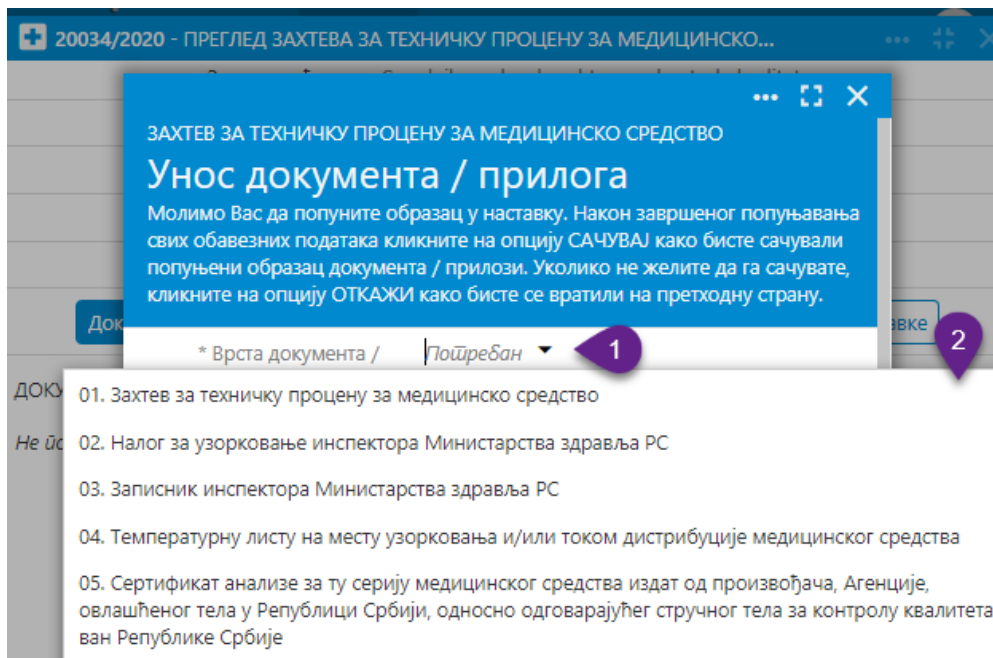 20034/2020 - ПРЕГЛЕД ЗАХТЕВА ЗА ТЕХНИЧКУ ПРОЦЕНУ ЗА МЕДИЦИНСКО...
ЗАХТЕВ ЗА ТЕХНИЧКУ ПРОЦЕНУ ЗА МЕДИЦИНСКО СРЕДСТВО
Унос документа / прилога
Молимо Вас да попуните образац у наставку. Након завршеног попуњавања
свих обавезних података кликните на опцију САЧУВАЈ како бисте сачували
попуњени образац документа / прилози. Уколико не желите да га сачувате,
кликните на опцију ОТКАЖИ како бисте се вратили на претходну страну.
Док авке
* Врста документа / Потребан 1 2
ДОКУ
Не
01. Захтев за техничку процену за медицинско средство
02. Налог за узорковање инспектора Министарства здравља РС
03. Записник инспектора Министарства здравља РС
04. Температурну листу на месту узорковања и/или током дистрибуције медицинског средства
05. Сертификат анализе за ту серију медицинског средства издат од произвођача, Агенције,
овлашћеног тела у Републици Србији, односно одговарајућег стручног тела за контролу квалитета
ван Републике Србије